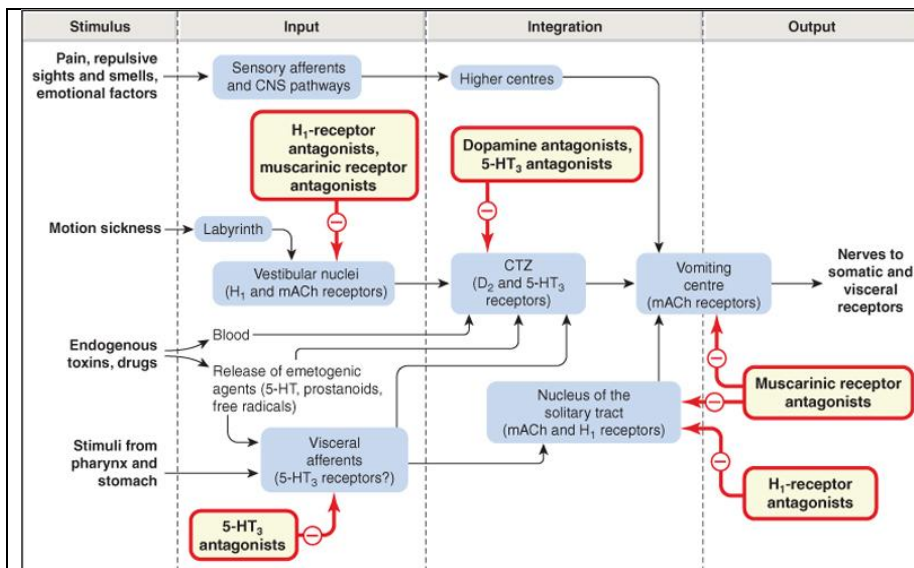 Stimulus
Input
Integration
Output
Pain, repulsive
sights and smells,
emotional factors
Sensory afferents
and CNS pathways
Higher centres
H₁-receptor
antagonists,
muscarinic receptor
antagonists
Dopamine antagonists,
5-HT₃ antagonists
Motion sickness
Labyrinth
Vestibular nuclei
(H₁ and mACh receptors)
CTZ
(D₂ and 5-HT₃
receptors)
Vomiting
centre
(mACh receptors)
Nerves to
somatic and
visceral
receptors
Endogenous
toxins, drugs
Blood
Release of emetogenic
agents (5-HT, prostanoids,
free radicals)
Nucleus of the
solitary tract
(mACh and H₁ receptors)
Muscarinic receptor
antagonists
Stimuli from
pharynx and
stomach
Visceral
afferents
(5-HT₃ receptors?)
H₁-receptor
antagonists
5-HT₃
antagonists